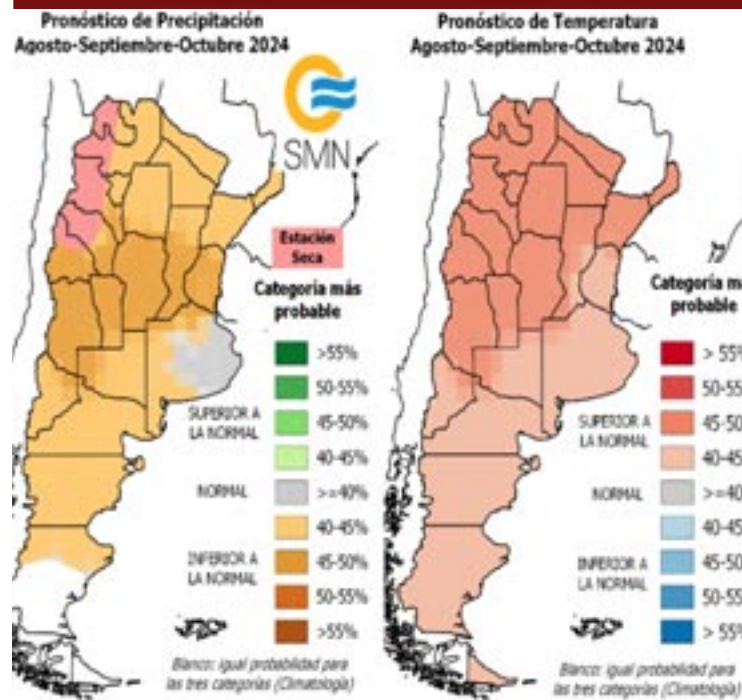 Pronóstico de Precipitación
Agosto-Septiembre-Octubre 2024
SMN
Estación
Seca
Categoría más
probable
>55%
50-55%
SUPERIOR A
LA NORMAL
45-50%
40-45%
NORMAL
>=40%
40-45%
INFERIOR A
LA NORMAL
45-50%
50-55%
>55%
Blanco: igual probabilidad para
las tres categorías (Climatología)
Pronóstico de Temperatura
Agosto-Septiembre-Octubre 2024
Categoría má
probable
> 55%
50-55
SUPERIOR A
LA NORMAL
45-50
40-45
NORMAL
>=40
40-45
INFERIOR A
LA NORMAL
45-50
50-55
> 55%
Blanco: igual probabilidad para
las tres categorías (Climatología)